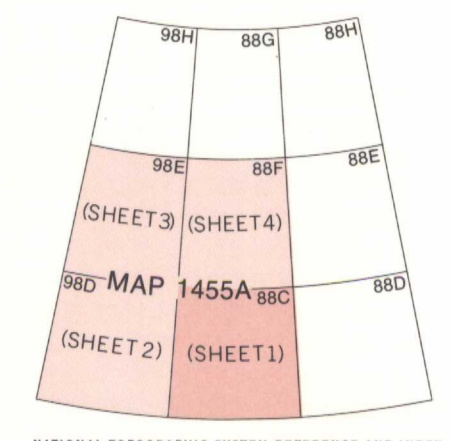 98H 88G 88H
98E 88F 88E
(SHEET3) (SHEET4)
98D MAP 1455A 88C 88D
(SHEET2) (SHEET1)